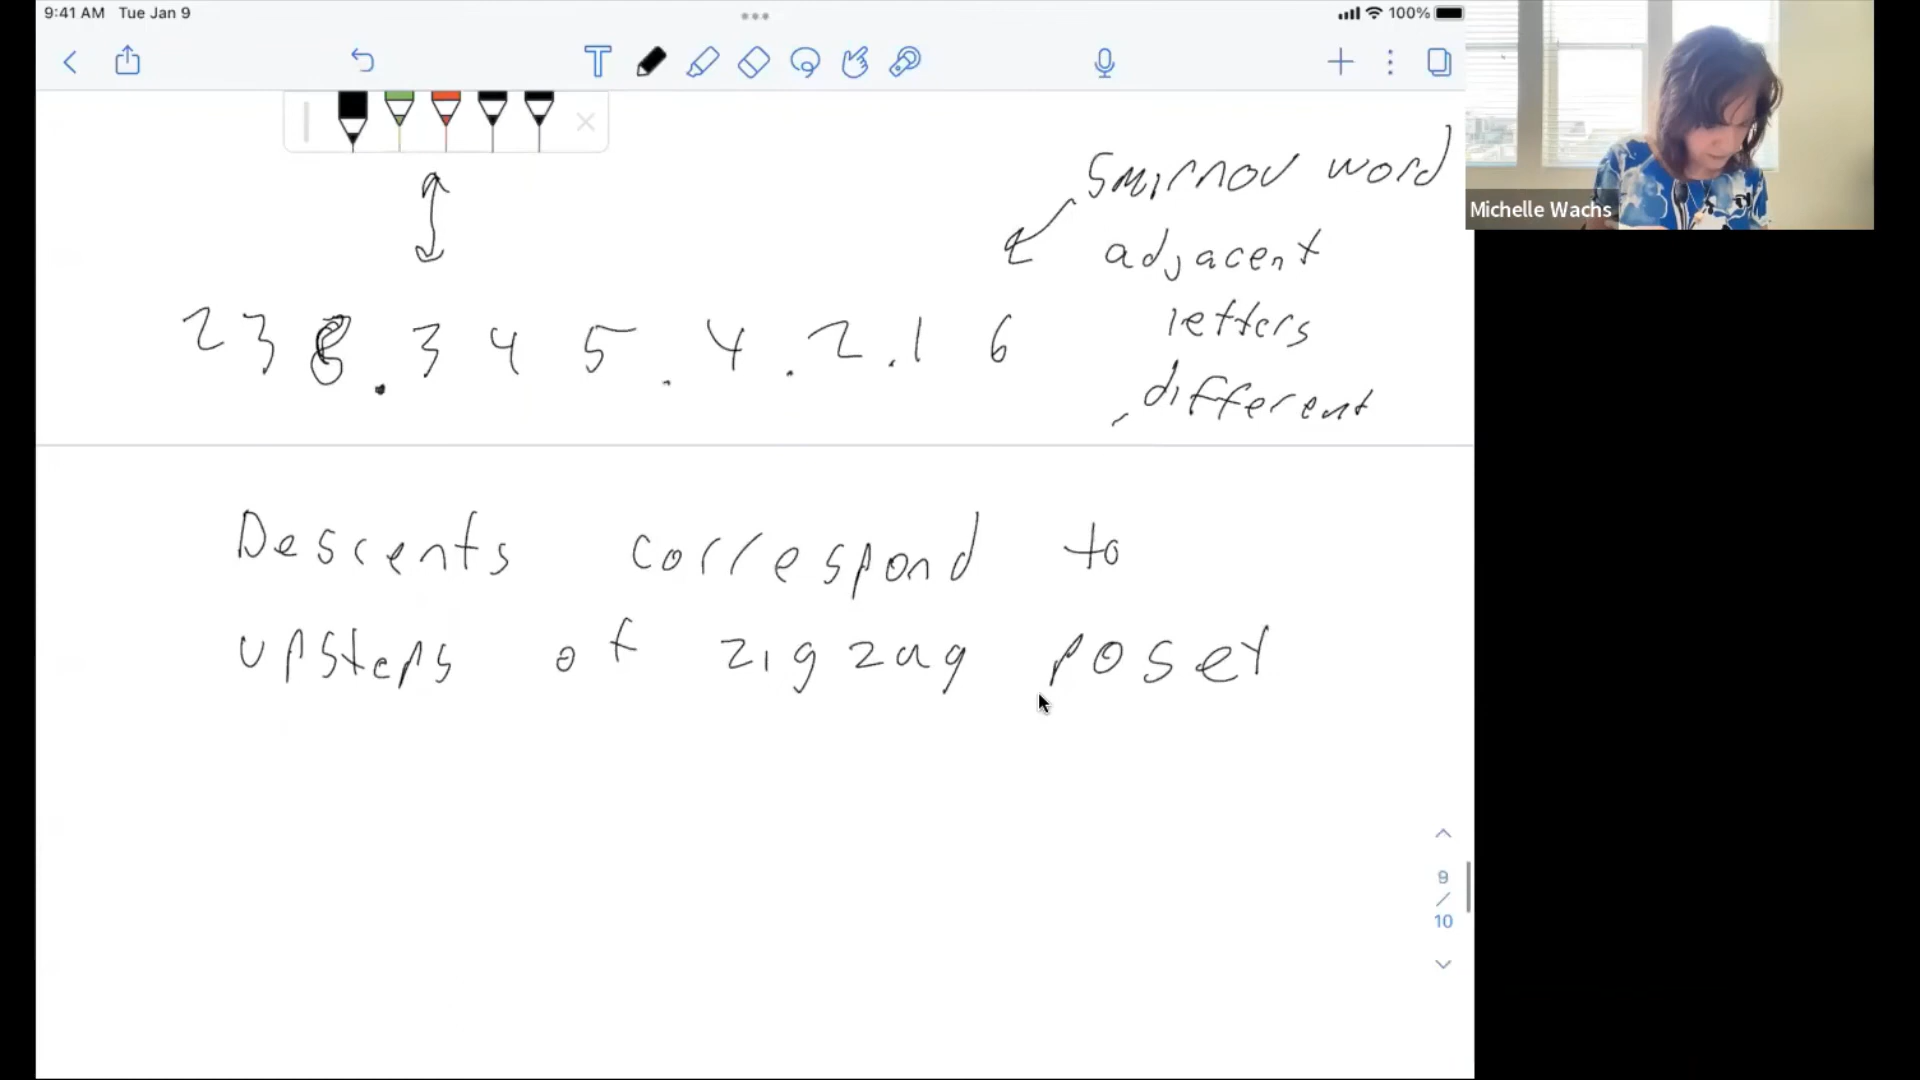 9:41 AM Tue Jan 9
100%
Smirnov word
Michelle Wachs
adjacent
letters
2 3 8 . 3 4 5 . 4 . 2 . 1 6
different
Descents correspond to
upsteps of zigzag poset
9
/
10